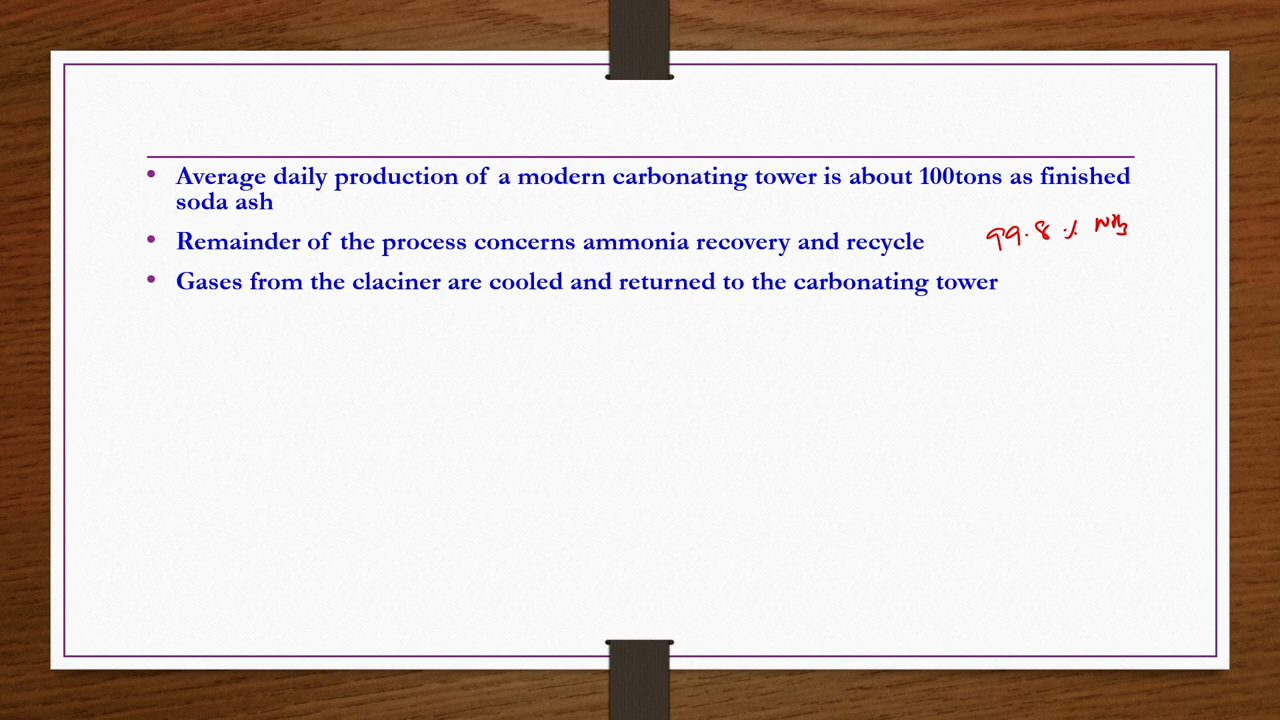 • Average daily production of a modern carbonating tower is about 100tons as finished
soda ash
• Remainder of the process concerns ammonia recovery and recycle
99.8 % NH3
• Gases from the claciner are cooled and returned to the carbonating tower